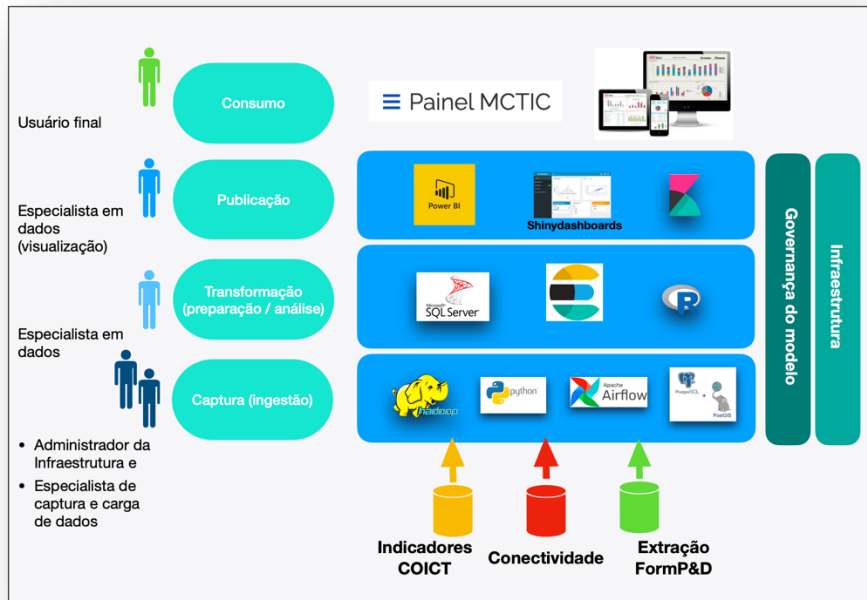 Usuário final
Consumo
≡ Painel MCTIC
Especialista em
dados
(visualização)
Publicação
Power BI
Shinydashboards
Especialista em
dados
Transformação
(preparação / análise)
Microsoft
SQL Server
R
Captura (ingestão)
hadoop
python
Apache
Airflow
PostgreSQL
+
PostGIS
Governança do modelo
Infraestrutura
• Administrador da
Infraestrutura e
• Especialista de
captura e carga
de dados
Indicadores
COICT
Conectividade
Extração
FormP&D